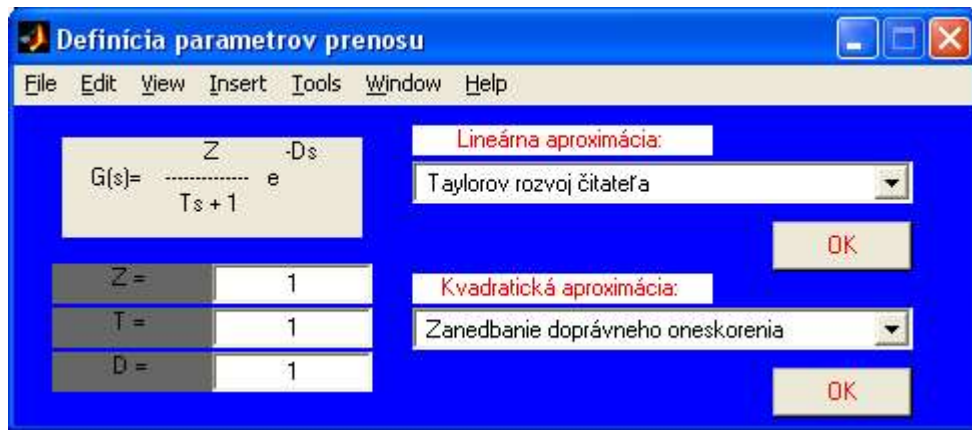 Definícia parametrov prenosu
File Edit View Insert Tools Window Help
Z -Ds
G(s)= ------------- e
Ts + 1
Z = 1
T = 1
D = 1
Lineárna aproximácia:
Taylorov rozvoj čitateľa
OK
Kvadratická aproximácia:
Zanedbanie doprávneho oneskorenia
OK